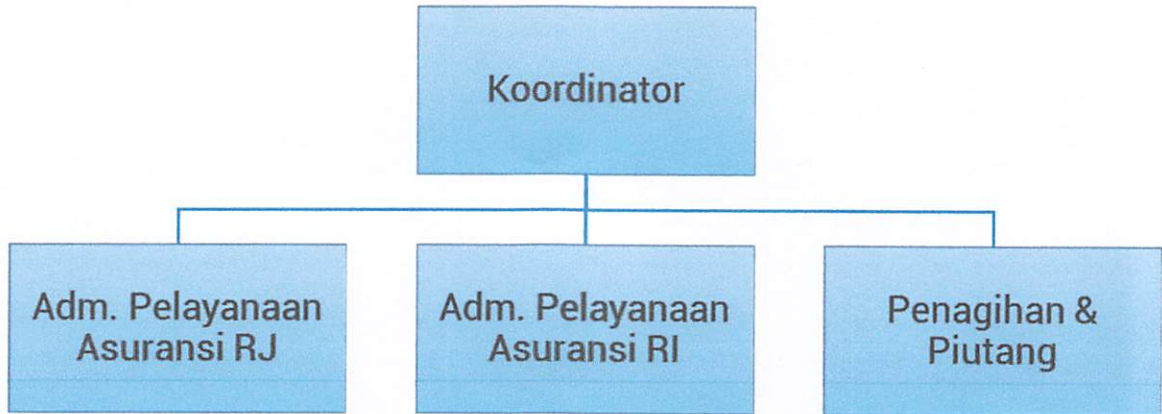 Koordinator
Adm. Pelayanaan
Asuransi RJ
Adm. Pelayanaan
Asuransi RI
Penagihan &
Piutang